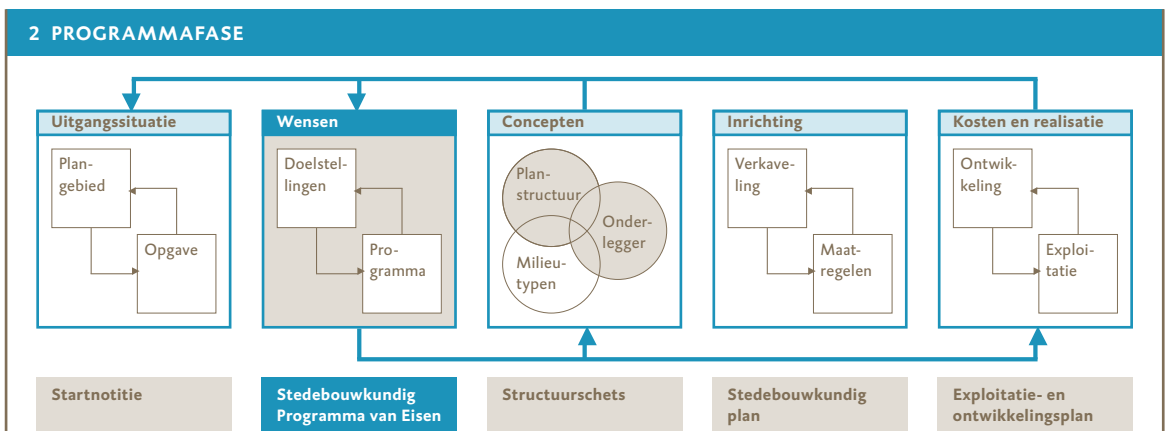 2 PROGRAMMAFASE
Uitgangssituatie
Plan-
gebied
Opgave
Wensen
Doelstel-
lingen
Pro-
gramma
Concepten
Plan-
structuur
Onder-
legger
Milieu-
typen
Inrichting
Verkave-
ling
Maat-
regelen
Kosten en realisatie
Ontwik-
keling
Exploi-
tatie
Startnotitie
Stedebouwkundig
Programma van Eisen
Structuurschets
Stedebouwkundig
plan
Exploitatie- en
ontwikkelingsplan